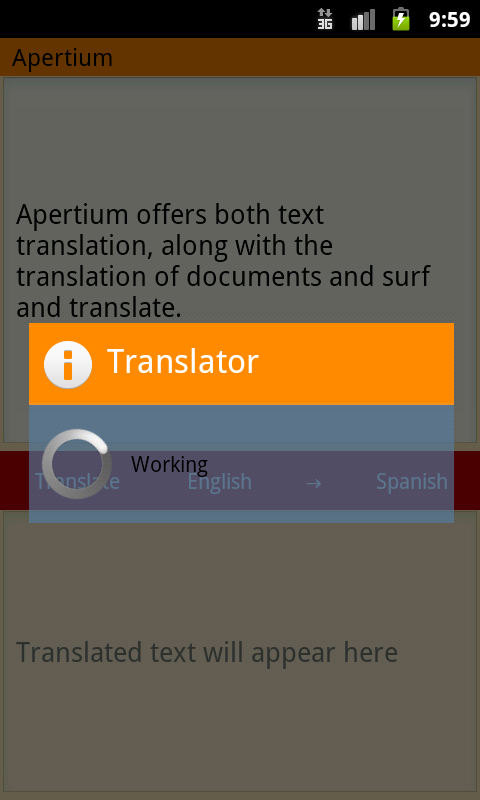 3G 9:59
Apertium
Apertium offers both text
translation, along with the
translation of documents and surf
and translate.
Translator
Working
Translate English → Spanish
Translated text will appear here